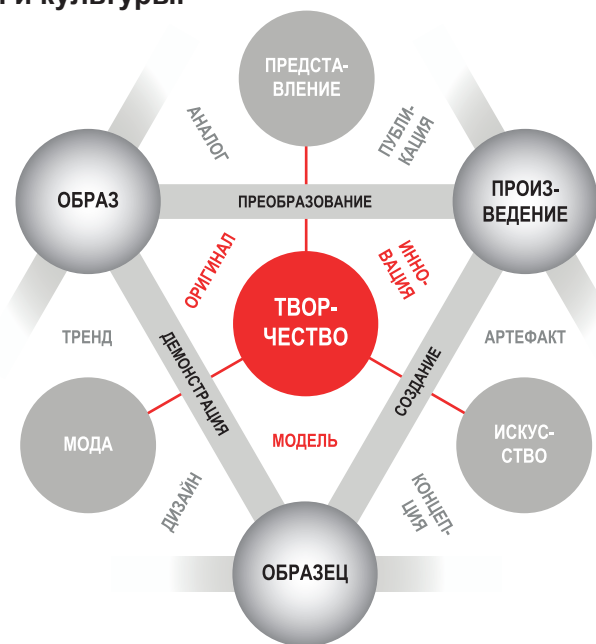 и культуры.
ПРЕДСТА-
ВЛЕНИЕ
АНАЛОГ
ПУБЛИ-
КАЦИЯ
ОБРАЗ
ПРЕОБРАЗОВАНИЕ
ПРОИЗ-
ВЕДЕНИЕ
ОРИГИНАЛ
ИННО-
ВАЦИЯ
ТВОР-
ЧЕСТВО
ТРЕНД
ДЕМОНСТРАЦИЯ
СОЗДАНИЕ
АРТЕФАКТ
МОДА
МОДЕЛЬ
ИСКУС-
СТВО
ДИЗАЙН
КОНЦЕП-
ЦИЯ
ОБРАЗЕЦ